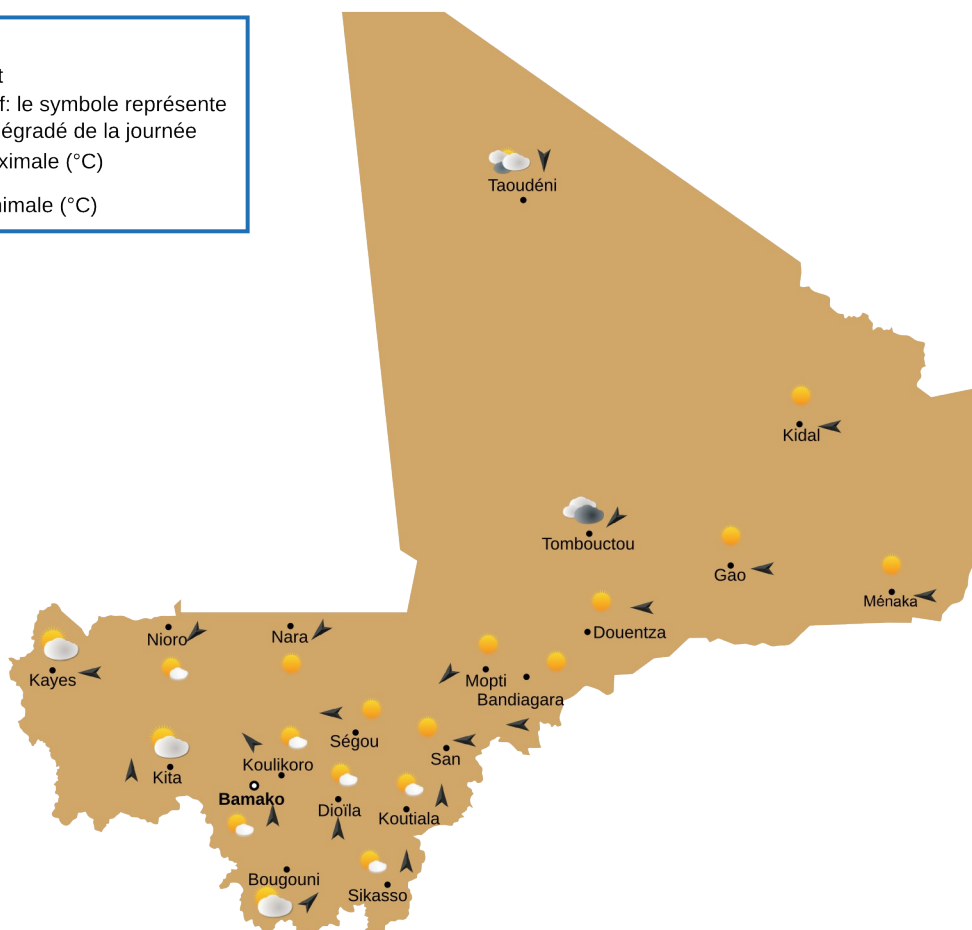 t
f: le symbole représente
égradé de la journée
ximale (°C)
imale (°C)
Taoudéni
Kidal
Tombouctou
Gao
Ménaka
Nioro
Nara
Douentza
Kayes
Mopti
Bandiagara
Ségou
San
Koulikoro
Kita
Bamako
Dioïla
Koutiala
Bougouni
Sikasso